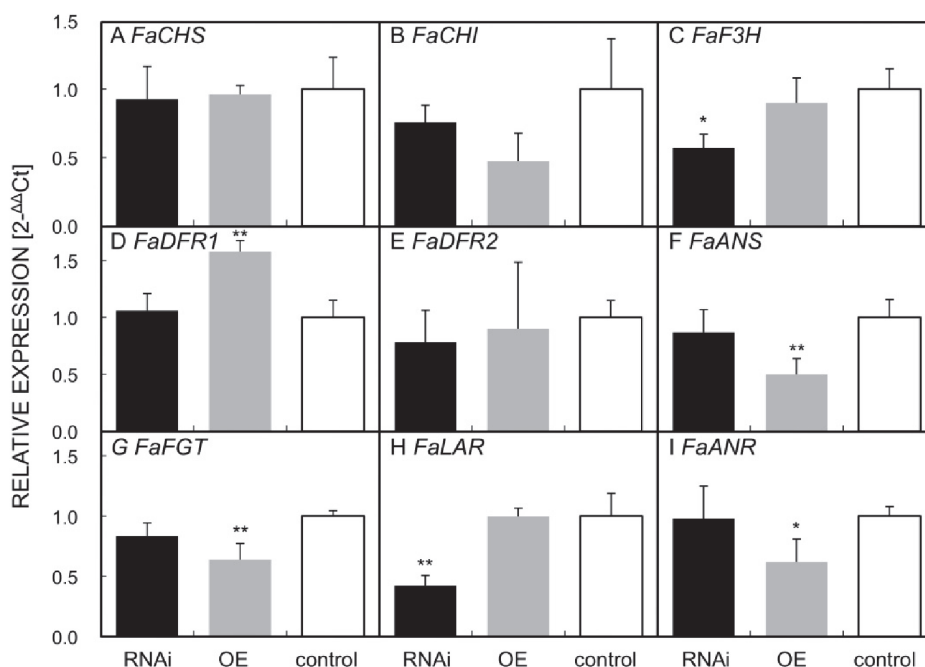 RELATIVE EXPRESSION [2-ΔΔCt]
1.5
1.0
0.5
0.0
A FaCHS
B FaCHI
C FaF3H
*
1.5
1.0
0.5
0.0
D FaDFR1
**
E FaDFR2
F FaANS
**
1.5
1.0
0.5
0.0
G FaFGT
**
H FaLAR
**
I FaANR
*
RNAi OE control RNAi OE control RNAi OE control